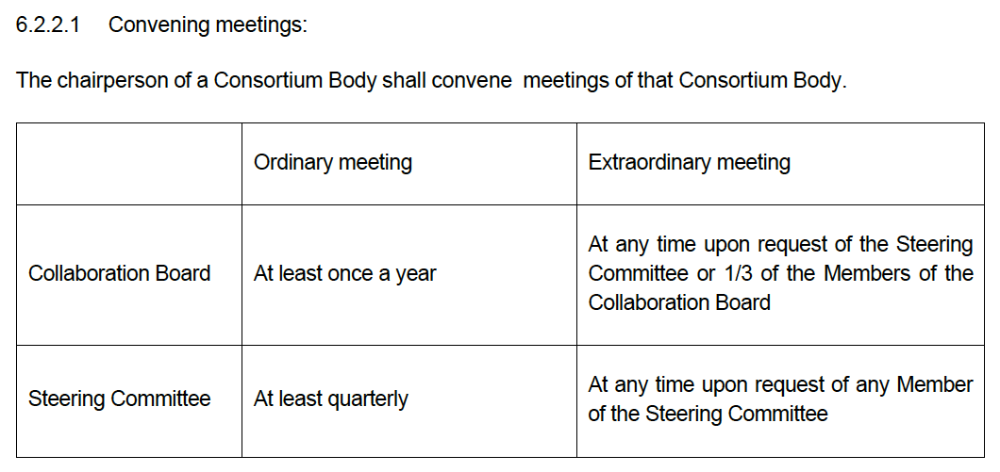 6.2.2.1 Convening meetings:
The chairperson of a Consortium Body shall convene  meetings of that Consortium Body.
Ordinary meeting
Extraordinary meeting
Collaboration Board
At least once a year
At any time upon request of the Steering
Committee or 1/3 of the Members of the
Collaboration Board
Steering Committee
At least quarterly
At any time upon request of any Member
of the Steering Committee